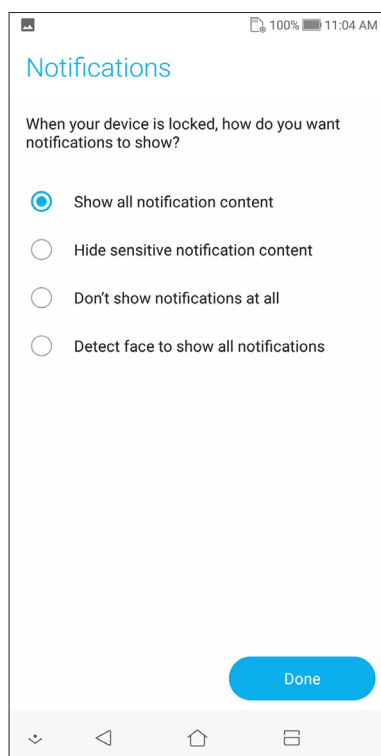 100% 11:04 AM
Notifications
When your device is locked, how do you want
notifications to show?
Show all notification content
Hide sensitive notification content
Don't show notifications at all
Detect face to show all notifications
Done